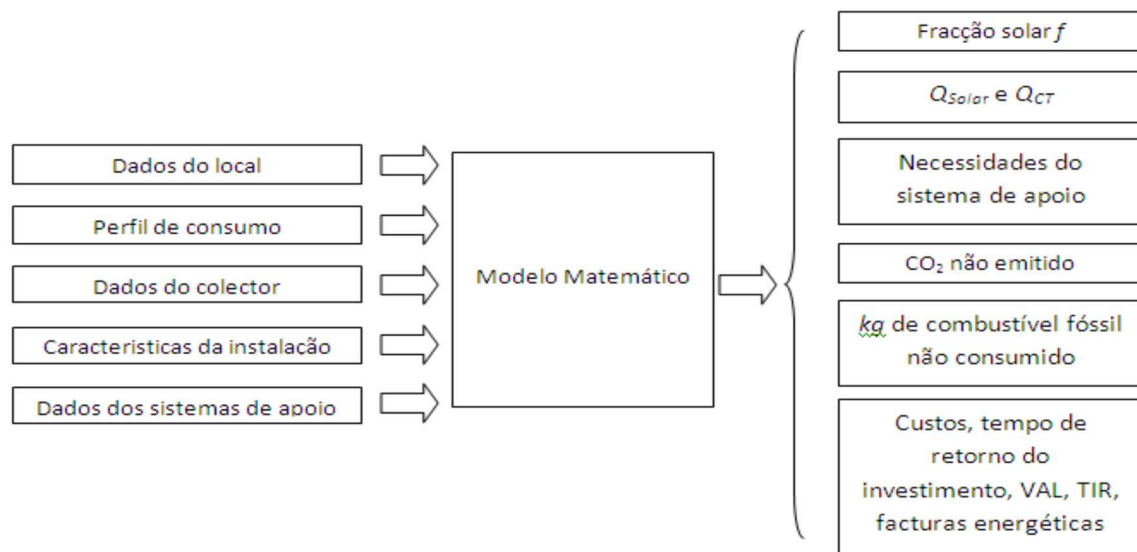 Dados do local
Perfil de consumo
Dados do colector
Caracteristicas da instalação
Dados dos sistemas de apoio
Modelo Matemático
Fracção solar f
QSolar e QCT
Necessidades do
sistema de apoio
CO₂ não emitido
kg de combustível fóssil
não consumido
Custos, tempo de
retorno do
investimento, VAL, TIR,
facturas energéticas